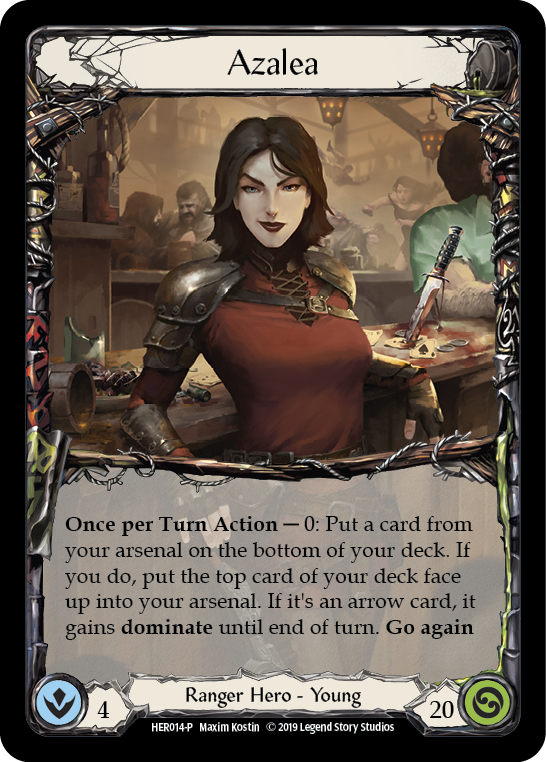 Azalea
Once per Turn Action — 0: Put a card from
your arsenal on the bottom of your deck. If
you do, put the top card of your deck face
up into your arsenal. If it's an arrow card, it
gains dominate until end of turn. Go again
4
Ranger Hero - Young
20
HER014-P Maxim Kostin © 2019 Legend Story Studios